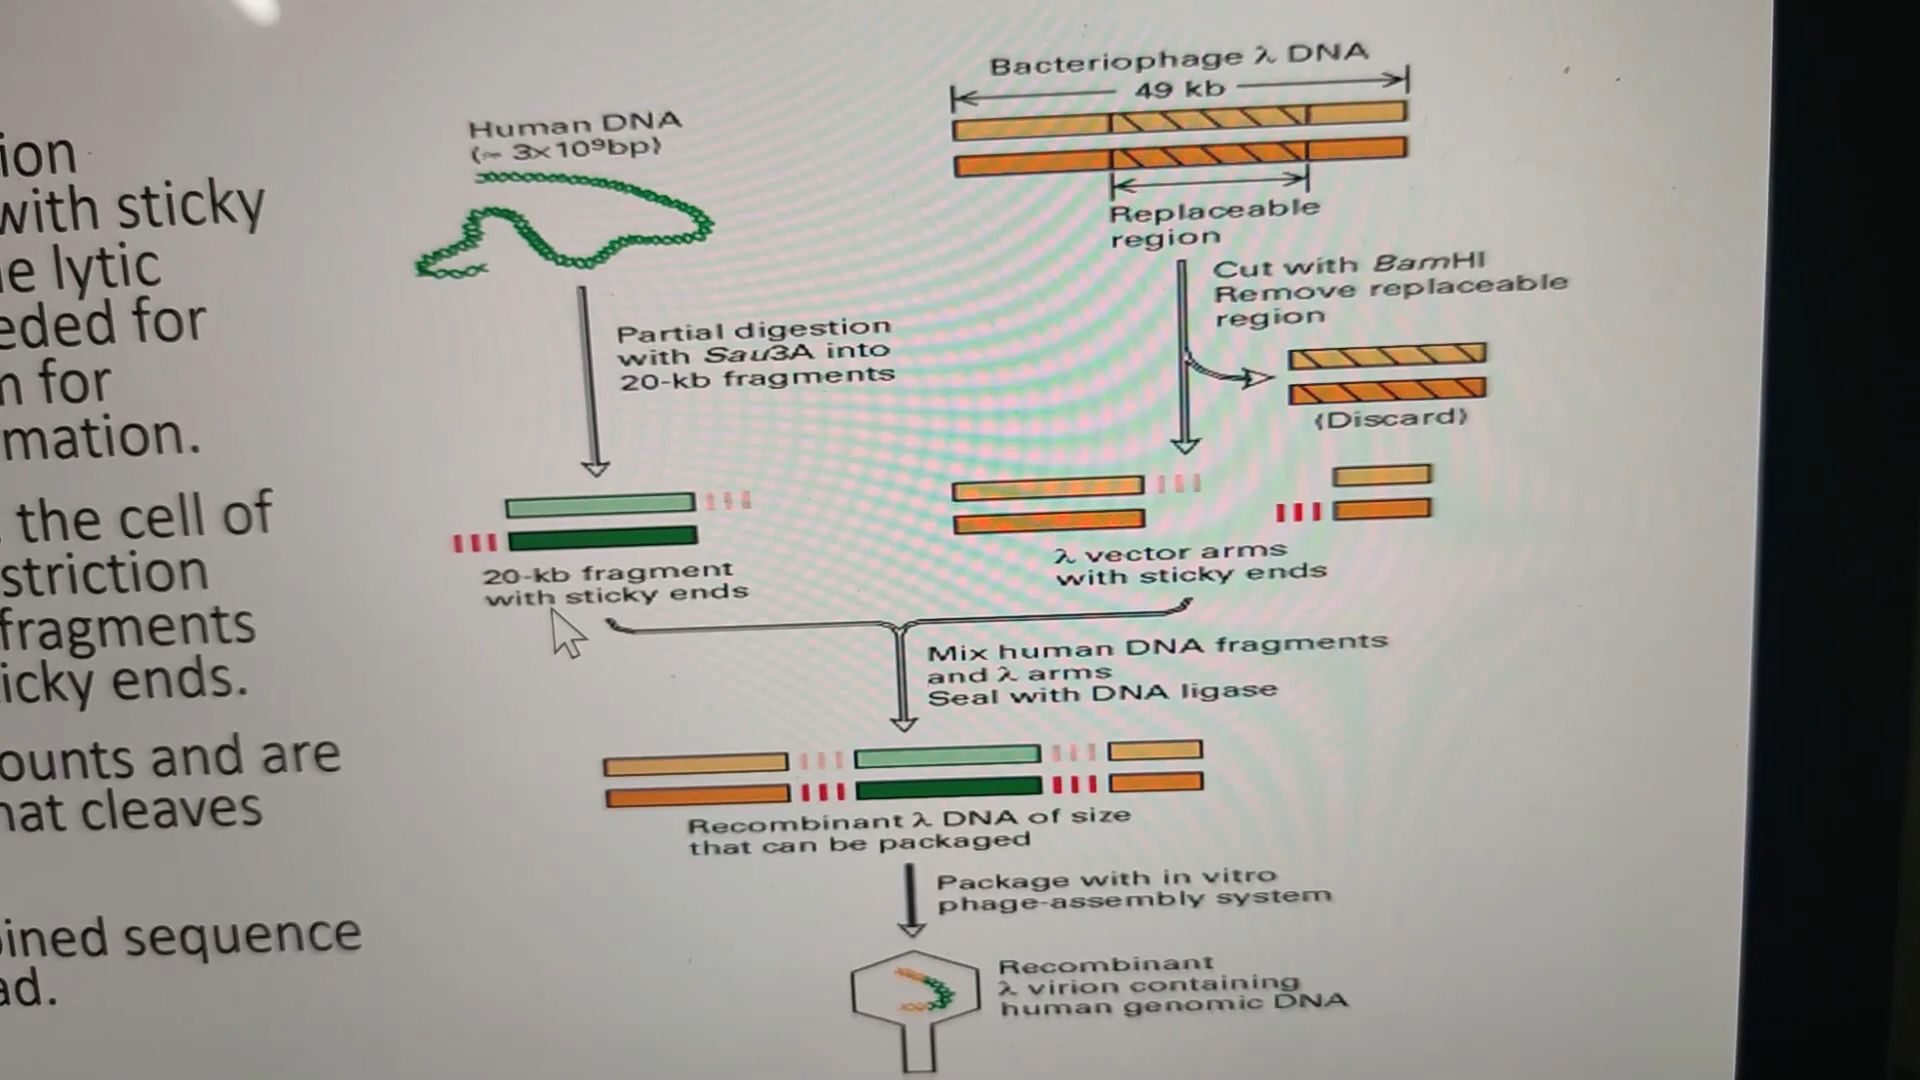 ion
with sticky
e lytic
eded for
n for
mation.
the cell of
striction
fragments
icky ends.
ounts and are
hat cleaves
ined sequence
ad.
Human DNA
(~ 3x10⁹bp)
Partial digestion
with Sau3A into
20-kb fragments
20-kb fragment
with sticky ends
Bacteriophage λ DNA
49 kb
Replaceable
region
Cut with BamHI
Remove replaceable
region
(Discard)
λ vector arms
with sticky ends
Mix human DNA fragments
and λ arms
Seal with DNA ligase
Recombinant λ DNA of size
that can be packaged
Package with in vitro
phage-assembly system
Recombinant
λ virion containing
human genomic DNA